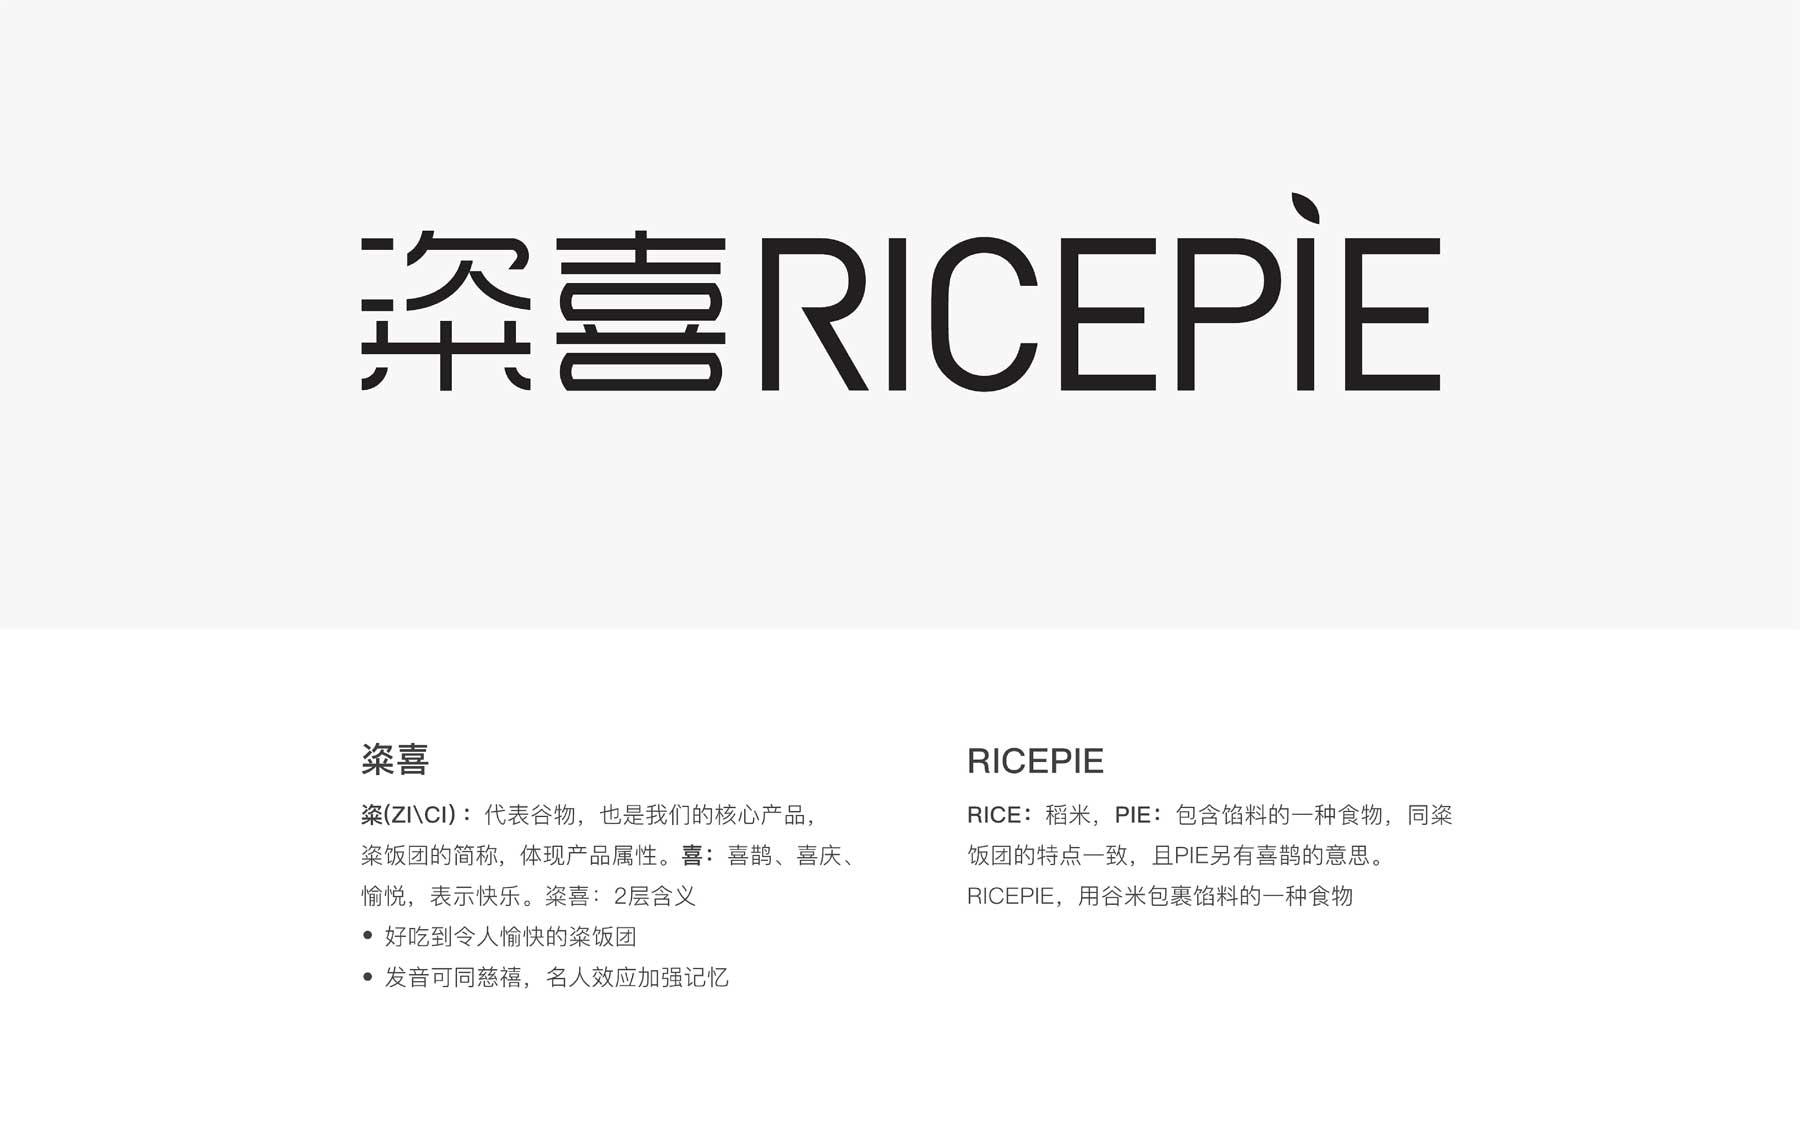 粢喜RICEPIE
粢喜
粢(ZI\CI)：代表谷物，也是我们的核心产品，
粢饭团的简称，体现产品属性。喜：喜鹊、喜庆、
愉悦，表示快乐。粢喜：2层含义
• 好吃到令人愉快的粢饭团
• 发音可同慈禧，名人效应加强记忆
RICEPIE
RICE：稻米，PIE：包含馅料的一种食物，同粢
饭团的特点一致，且PIE另有喜鹊的意思。
RICEPIE，用谷米包裹馅料的一种食物